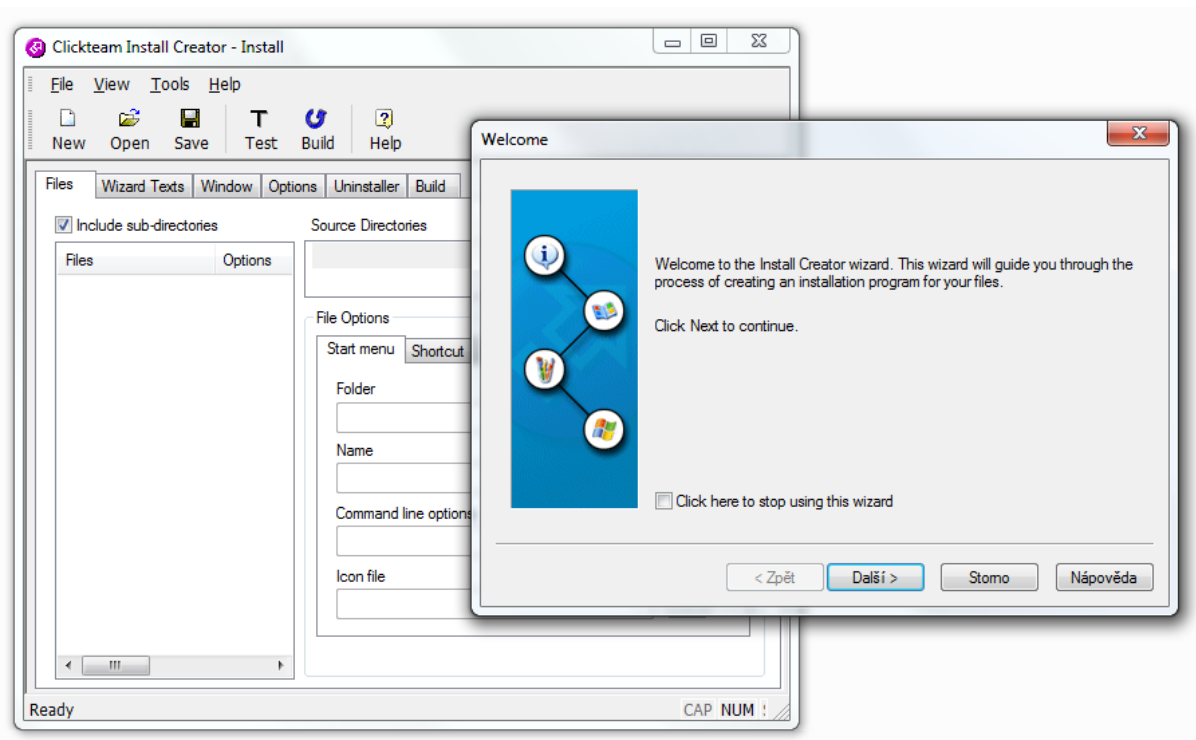 Clickteam Install Creator - Install
File View Tools Help
New Open Save Test Build Help
Files Wizard Texts Window Options Uninstaller Build
Include sub-directories
Files Options
Source Directories
File Options
Start menu Shortcut
Folder
Name
Command line options
Icon file
Ready
CAP NUM
Welcome
Welcome to the Install Creator wizard. This wizard will guide you through the
process of creating an installation program for your files.
Click Next to continue.
Click here to stop using this wizard
< Zpět Další > Storno Nápověda